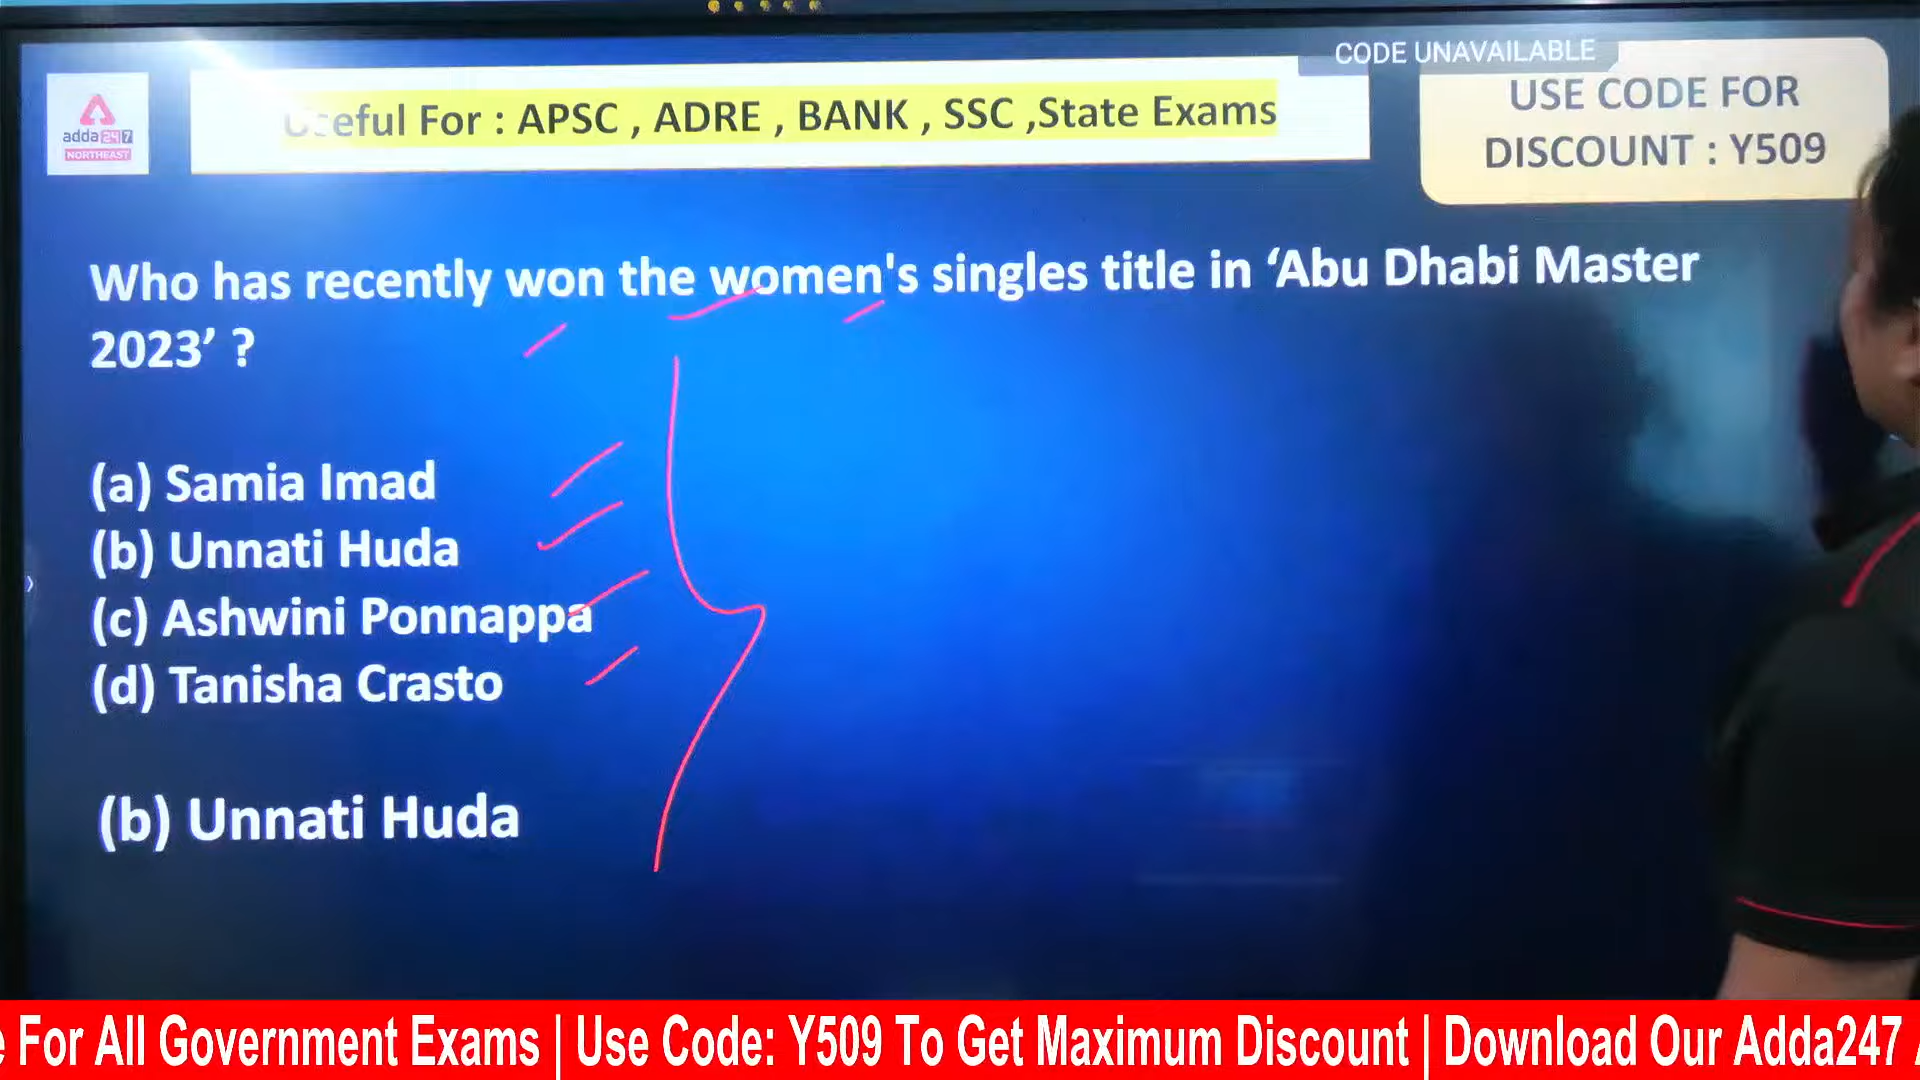 CODE UNAVAILABLE
adda247
NORTHEAST
Useful For : APSC , ADRE , BANK , SSC ,State Exams
USE CODE FOR
DISCOUNT : Y509
Who has recently won the women's singles title in ‘Abu Dhabi Master
2023’ ?
(a) Samia Imad
(b) Unnati Huda
(c) Ashwini Ponnappa
(d) Tanisha Crasto
(b) Unnati Huda
For All Government Exams | Use Code: Y509 To Get Maximum Discount | Download Our Adda247